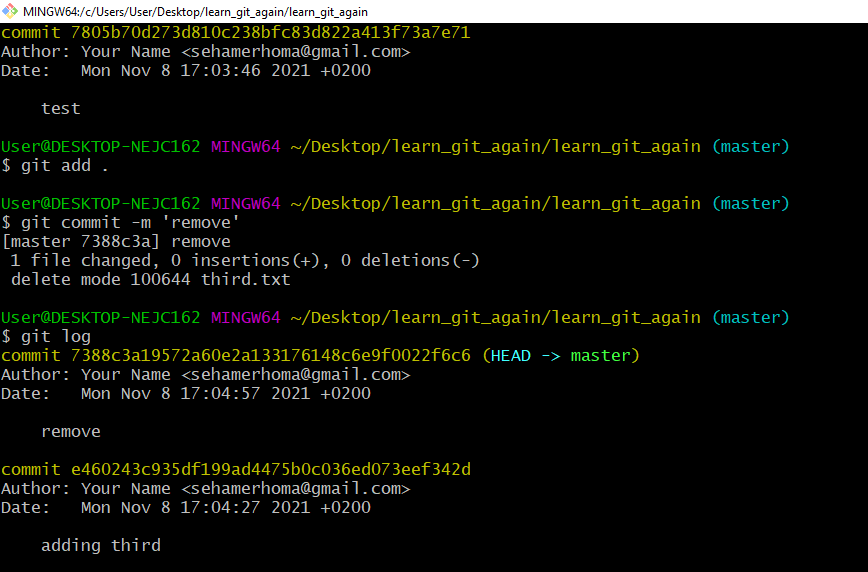 MINGW64:/c/Users/User/Desktop/learn_git_again/learn_git_again
commit 7805b70d273d810c238bfc83d822a413f73a7e71
Author: Your Name <sehamerhoma@gmail.com>
Date:   Mon Nov 8 17:03:46 2021 +0200

    test

User@DESKTOP-NEJC162 MINGW64 ~/Desktop/learn_git_again/learn_git_again (master)
$ git add .

User@DESKTOP-NEJC162 MINGW64 ~/Desktop/learn_git_again/learn_git_again (master)
$ git commit -m 'remove'
[master 7388c3a] remove
 1 file changed, 0 insertions(+), 0 deletions(-)
 delete mode 100644 third.txt

User@DESKTOP-NEJC162 MINGW64 ~/Desktop/learn_git_again/learn_git_again (master)
$ git log
commit 7388c3a19572a60e2a133176148c6e9f0022f6c6 (HEAD -> master)
Author: Your Name <sehamerhoma@gmail.com>
Date:   Mon Nov 8 17:04:57 2021 +0200

    remove

commit e460243c935df199ad4475b0c036ed073eef342d
Author: Your Name <sehamerhoma@gmail.com>
Date:   Mon Nov 8 17:04:27 2021 +0200

    adding third